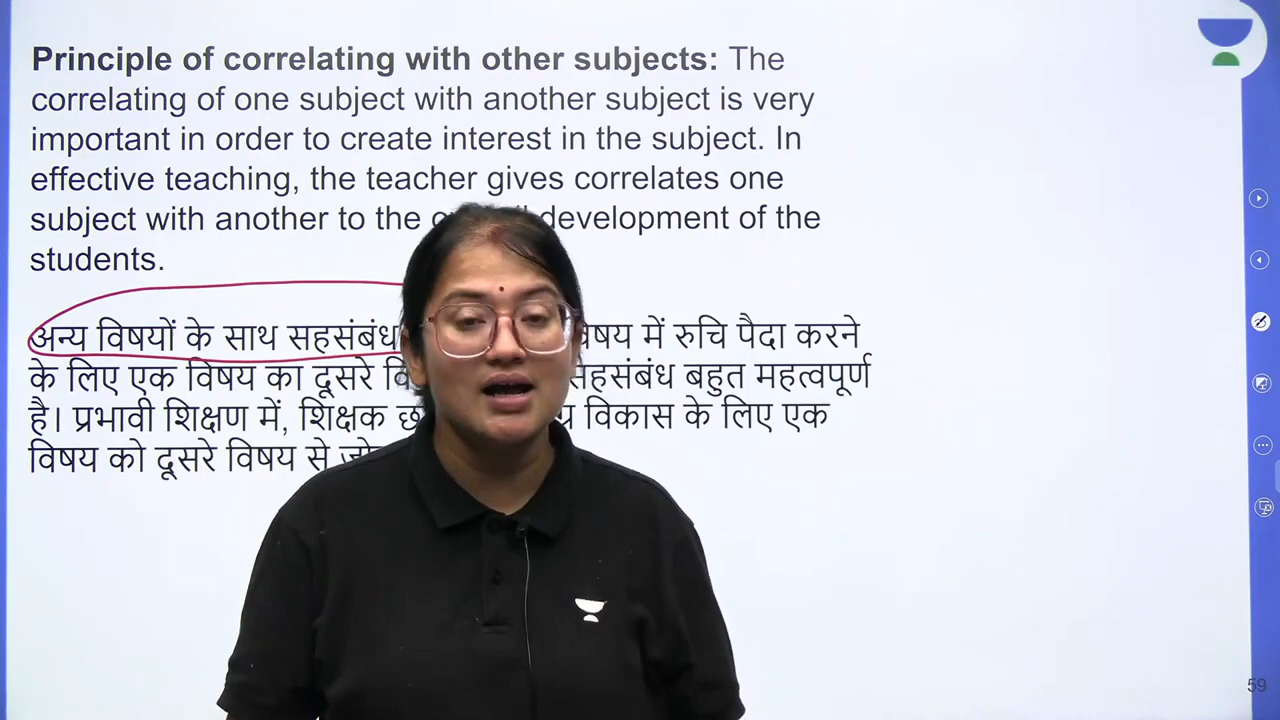 Principle of correlating with other subjects: The
correlating of one subject with another subject is very
important in order to create interest in the subject. In
effective teaching, the teacher gives correlates one
subject with another to the development of the
students.
अन्य विषयों के साथ सहसंबंध में रुचि पैदा करने
के लिए एक विषय का दूसरे सहसंबंध बहुत महत्वपूर्ण
है। प्रभावी शिक्षण में, शिक्षक विकास के लिए एक
विषय को दूसरे विषय से
59